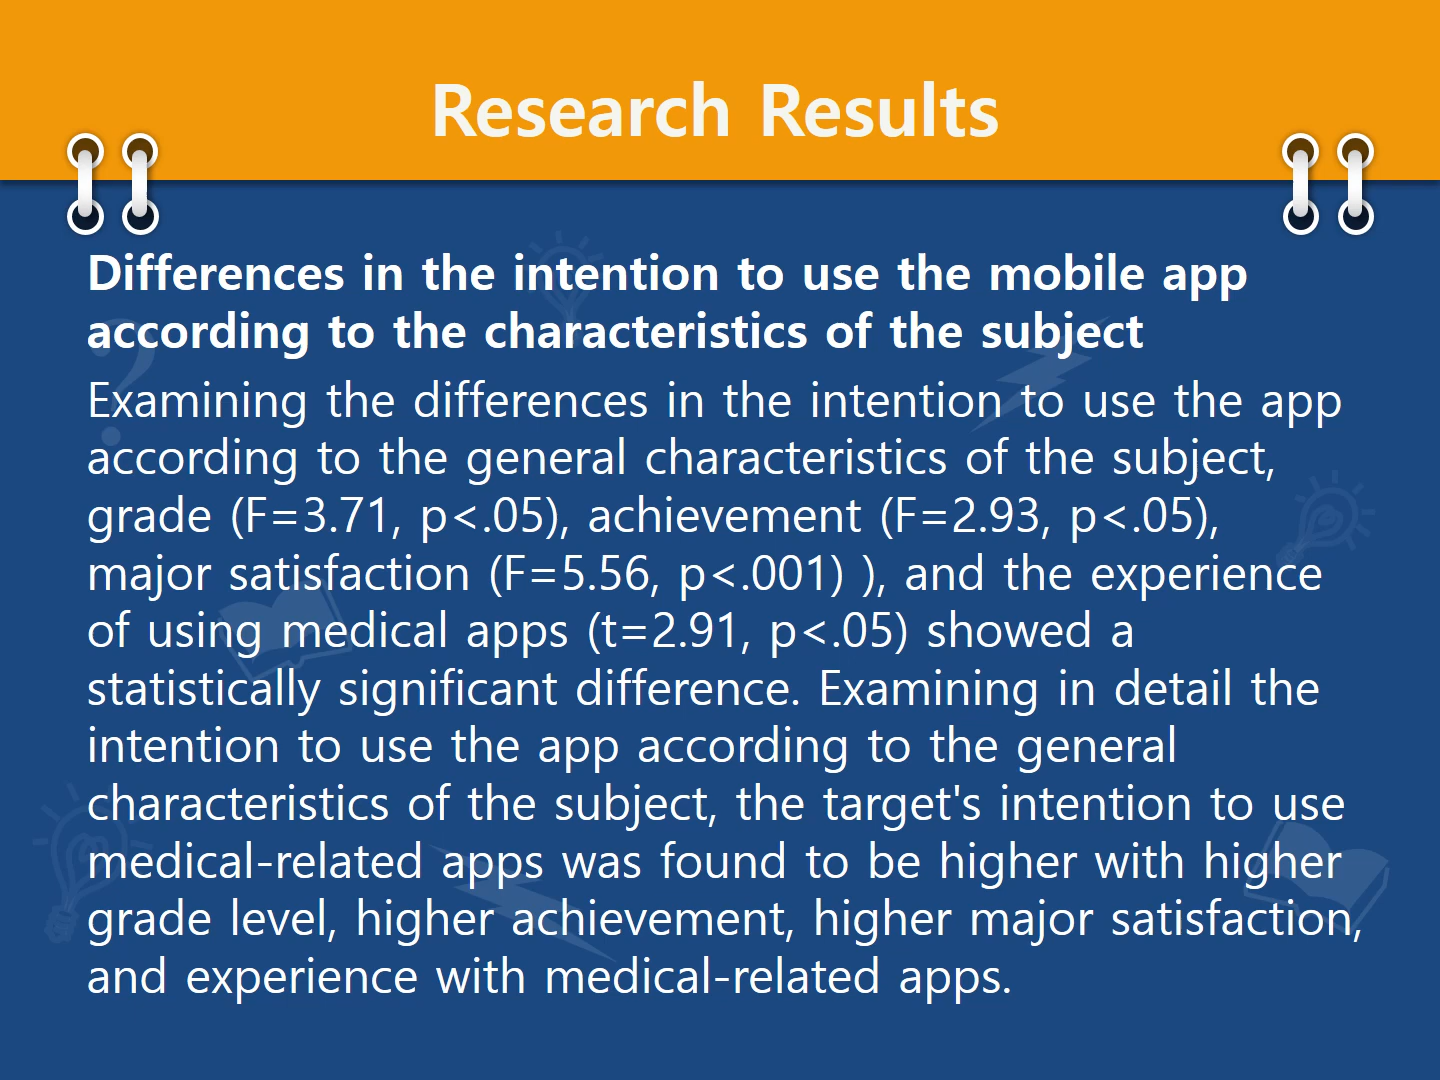 Research Results
Differences in the intention to use the mobile app
according to the characteristics of the subject
Examining the differences in the intention to use the app
according to the general characteristics of the subject,
grade (F=3.71, p<.05), achievement (F=2.93, p<.05),
major satisfaction (F=5.56, p<.001) ), and the experience
of using medical apps (t=2.91, p<.05) showed a
statistically significant difference. Examining in detail the
intention to use the app according to the general
characteristics of the subject, the target's intention to use
medical-related apps was found to be higher with higher
grade level, higher achievement, higher major satisfaction,
and experience with medical-related apps.